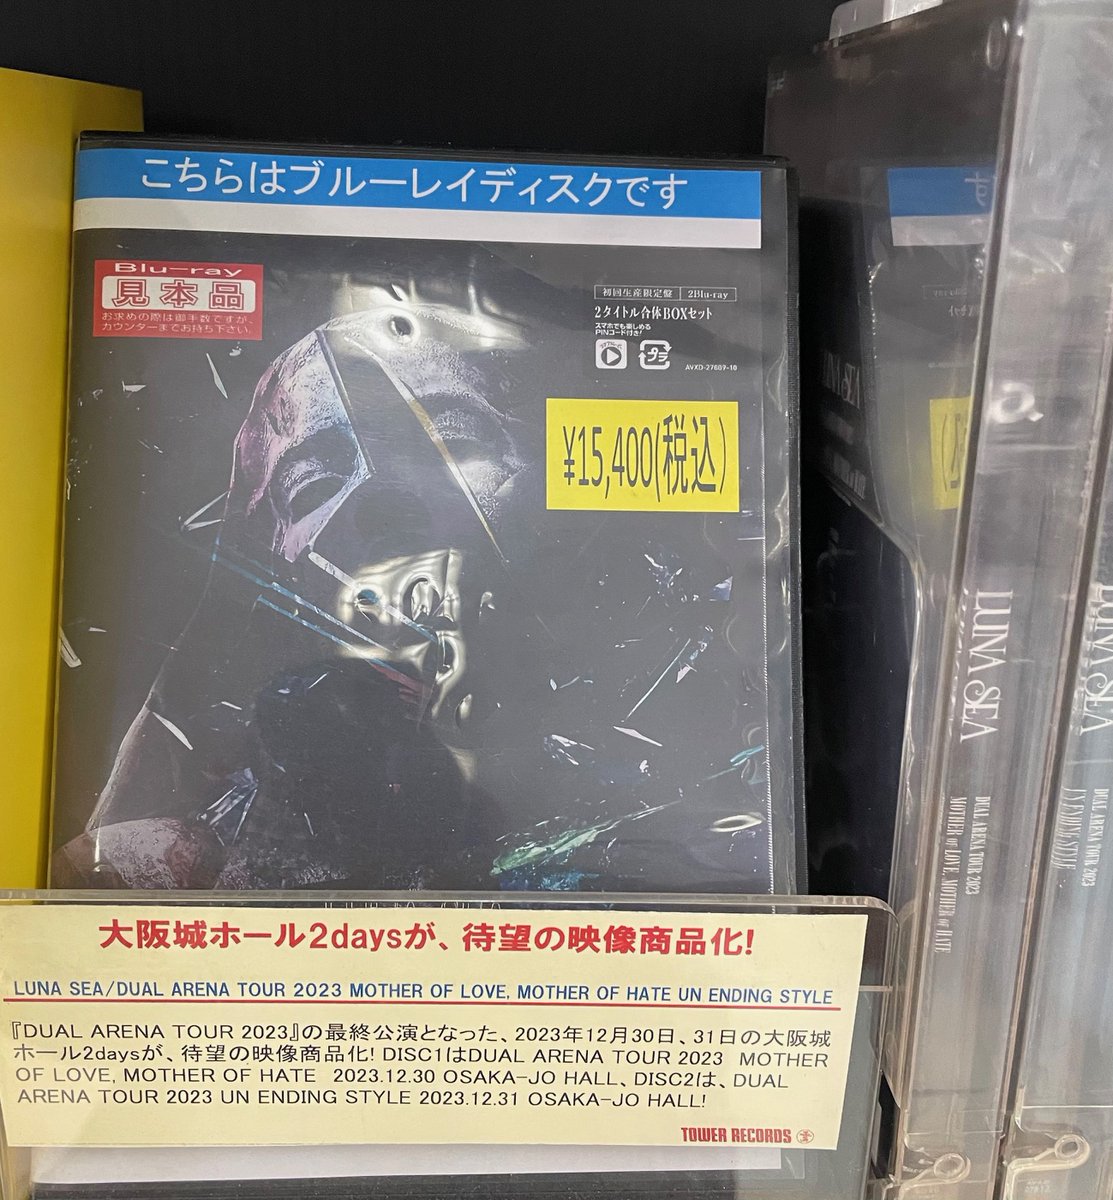 こちらはブルーレイディスクです
Blu-ray
見本品
お求めの際は御手数ですが、
カウンターまでお持ち下さい。
初回生産限定盤 2Blu-ray
2タイトル合体BOXセット
スマホでも楽しめる
PINコード付き!
プラ
AVXD-27689-10
¥15,400(税込)
LUNA SEA
DUAL ARENA TOUR 2023
MOTHER OF LOVE, MOTHER OF HATE
LUNA SEA
DUAL ARENA TOUR 2023
UN ENDING STYLE
大阪城ホール2daysが、待望の映像商品化!
LUNA SEA/DUAL ARENA TOUR 2023 MOTHER OF LOVE, MOTHER OF HATE UN ENDING STYLE
『DUAL ARENA TOUR 2023』の最終公演となった、2023年12月30日、31日の大阪城
ホール2daysが、待望の映像商品化! DISC1はDUAL ARENA TOUR 2023 MOTHER
OF LOVE, MOTHER OF HATE 2023.12.30 OSAKA-JO HALL、DISC2は、DUAL
ARENA TOUR 2023 UN ENDING STYLE 2023.12.31 OSAKA-JO HALL!
TOWER RECORDS